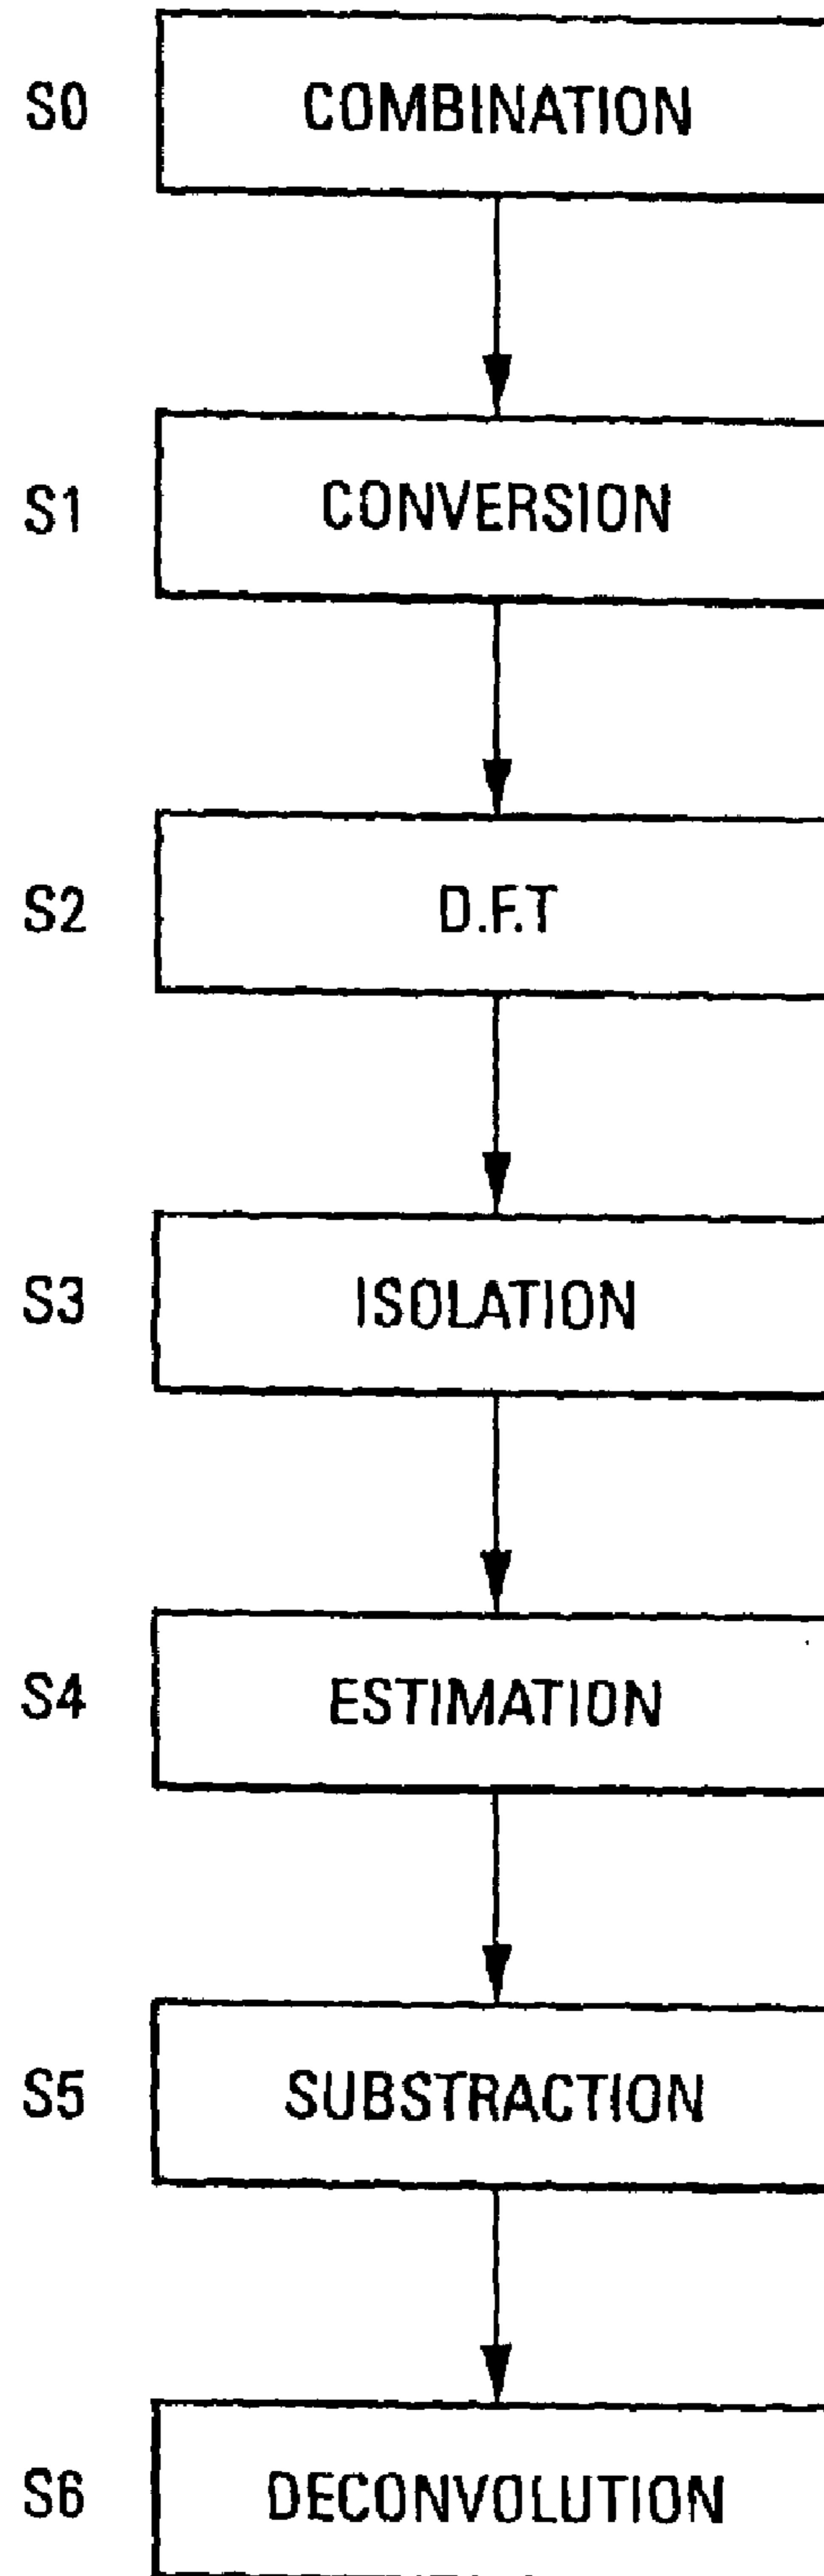 S0 COMBINATION
S1 CONVERSION
S2 D.F.T
S3 ISOLATION
S4 ESTIMATION
S5 SUBSTRACTION
S6 DECONVOLUTION